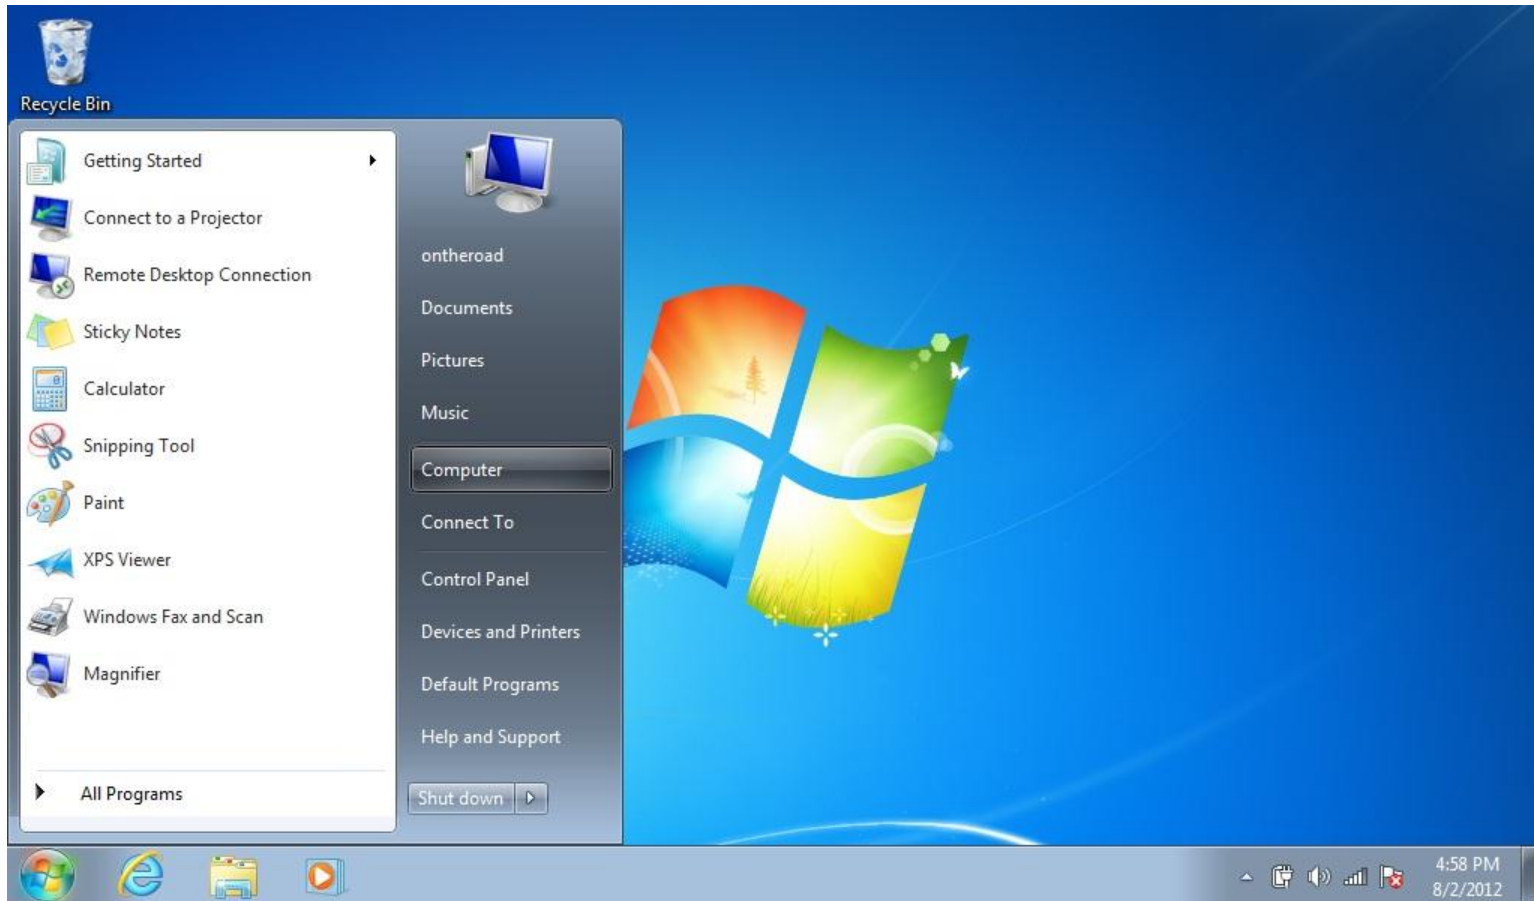 Recycle Bin
Getting Started
Connect to a Projector
Remote Desktop Connection
Sticky Notes
Calculator
Snipping Tool
Paint
XPS Viewer
Windows Fax and Scan
Magnifier
All Programs
ontheroad
Documents
Pictures
Music
Computer
Connect To
Control Panel
Devices and Printers
Default Programs
Help and Support
Shut down
4:58 PM
8/2/2012